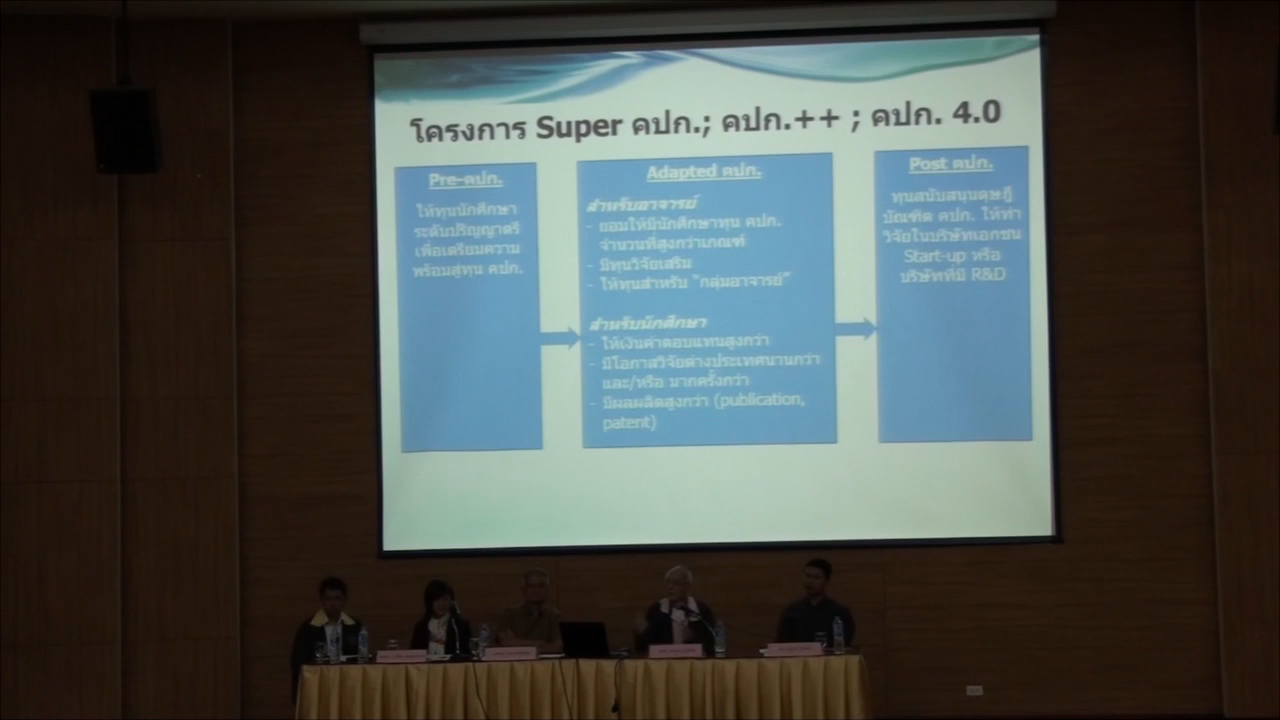 โครงการ Super คปก.; คปก.++ ; คปก. 4.0
Pre-คปก.
ให้ทุนนักศึกษา
ระดับปริญญาตรี
เพื่อเตรียมความ
พร้อมสู่ทุน คปก.
Adapted คปก.
สำหรับอาจารย์
- ยอมให้มีนักศึกษาทุน คปก.
จำนวนที่สูงกว่าเกณฑ์
- มีทุนวิจัยเสริม
- ให้ทุนสำหรับ "กลุ่มอาจารย์"
สำหรับนักศึกษา
- ให้เงินค่าตอบแทนสูงกว่า
- มีโอกาสวิจัยต่างประเทศนานกว่า
และ/หรือ มากครั้งกว่า
- มีผลผลิตสูงกว่า (publication,
patent)
Post คปก.
ทุนสนับสนุนดุษฎี
บัณฑิต คปก. ให้ทำ
วิจัยในบริษัทเอกชน
Start-up หรือ
บริษัทที่มี R&D